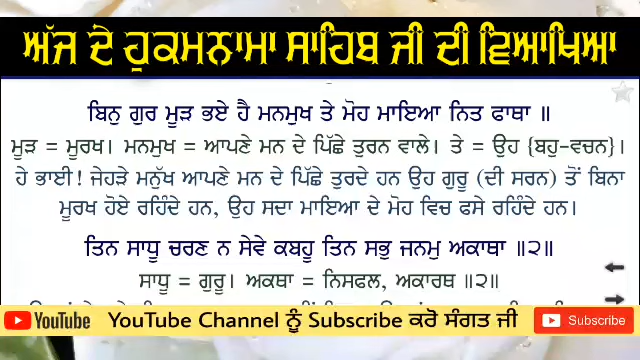 ਅੱਜ ਦੇ ਹੁਕਮਨਾਮਾ ਸਾਹਿਬ ਜੀ ਦੀ ਵਿਆਖਿਆ
ਬਿਨੁ ਗੁਰ ਮੂੜ ਭਏ ਹੈ ਮਨਮੁਖ ਤੇ ਮੋਹ ਮਾਇਆ ਨਿਤ ਫਾਥਾ ॥
ਮੂੜ = ਮੂਰਖ। ਮਨਮੁਖ = ਆਪਣੇ ਮਨ ਦੇ ਪਿੱਛੇ ਤੁਰਨ ਵਾਲੇ। ਤੇ = ਉਹ {ਬਹੁ-ਵਚਨ}।
ਹੇ ਭਾਈ! ਜੇਹੜੇ ਮਨੁੱਖ ਆਪਣੇ ਮਨ ਦੇ ਪਿੱਛੇ ਤੁਰਦੇ ਹਨ ਉਹ ਗੁਰੂ (ਦੀ ਸਰਨ) ਤੋਂ ਬਿਨਾ
ਮੂਰਖ ਹੋਏ ਰਹਿੰਦੇ ਹਨ, ਉਹ ਸਦਾ ਮਾਇਆ ਦੇ ਮੋਹ ਵਿਚ ਫਸੇ ਰਹਿੰਦੇ ਹਨ।
ਤਿਨ ਸਾਧੂ ਚਰਣ ਨ ਸੇਵੇ ਕਬਹੂ ਤਿਨ ਸਭੁ ਜਨਮੁ ਅਕਾਥਾ ॥੨॥
ਸਾਧੂ = ਗੁਰੂ। ਅਕਥਾ = ਨਿਸਫਲ, ਅਕਾਰਥ ॥੨॥
YouTube YouTube Channel ਨੂੰ Subscribe ਕਰੋ ਸੰਗਤ ਜੀ Subscribe